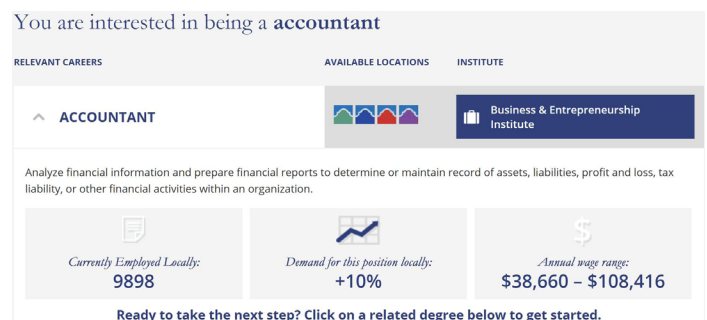 You are interested in being a accountant
RELEVANT CAREERS
AVAILABLE LOCATIONS
INSTITUTE
ACCOUNTANT
Business & Entrepreneurship
Institute
Analyze financial information and prepare financial reports to determine or maintain record of assets, liabilities, profit and loss, tax
liability, or other financial activities within an organization.
$
Currently Employed Locally:
9898
Demand for this position locally:
+10%
Annual wage range:
$38,660 – $108,416
Ready to take the next step? Click on a related degree below to get started.